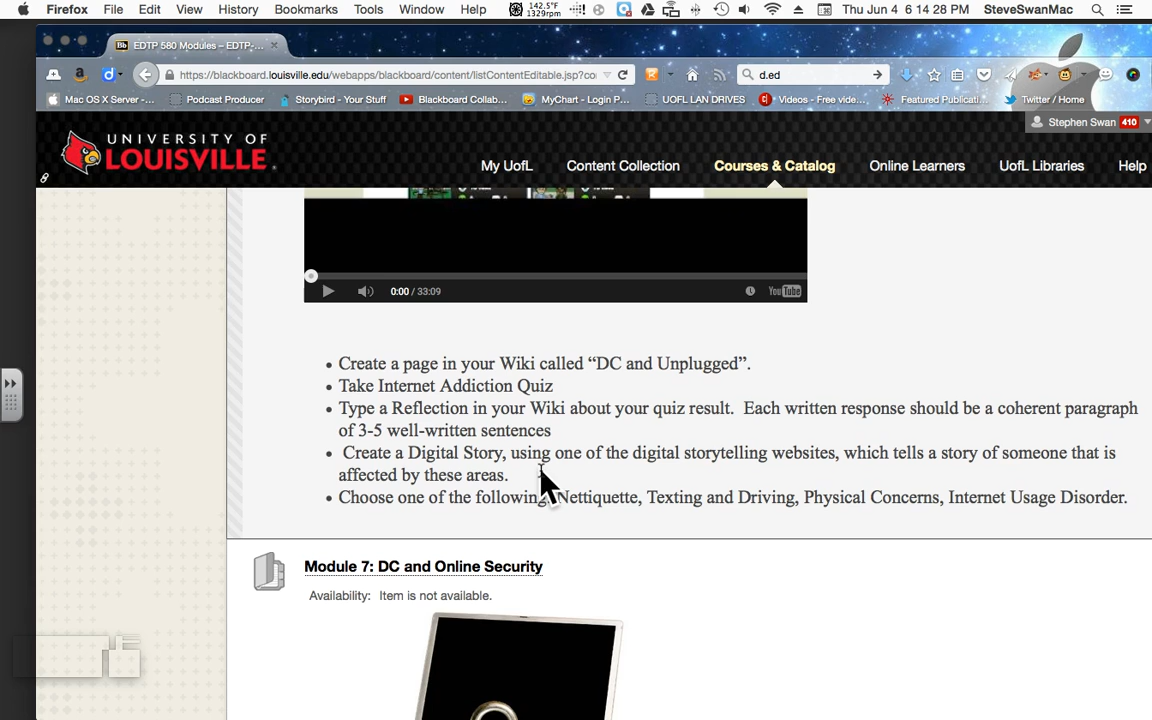 Firefox File Edit View History Bookmarks Tools Window Help 142.5°F 1329rpm Thu Jun 4 6 14 28 PM SteveSwanMac
Bb EDTP 580 Modules – EDTP-...
https://blackboard.louisville.edu/webapps/blackboard/content/listContentEditable.jsp?co d.ed
Mac OS X Server -... Podcast Producer Storybird - Your Stuff Blackboard Collab... MyChart - Login P... UOFL LAN DRIVES Videos - Free vide... Featured Publicati... Twitter / Home
Stephen Swan 410
UNIVERSITY OF
LOUISVILLE
My UofL Content Collection Courses & Catalog Online Learners UofL Libraries Help
0:00 / 33:09 YouTube
• Create a page in your Wiki called “DC and Unplugged”.
• Take Internet Addiction Quiz
• Type a Reflection in your Wiki about your quiz result. Each written response should be a coherent paragraph
of 3-5 well-written sentences
• Create a Digital Story, using one of the digital storytelling websites, which tells a story of someone that is
affected by these areas.
• Choose one of the following Nettiquette, Texting and Driving, Physical Concerns, Internet Usage Disorder.
Module 7: DC and Online Security
Availability: Item is not available.